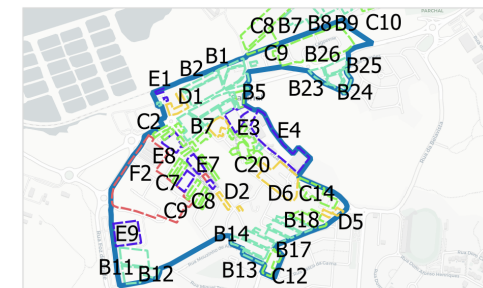 C8 B7 B8 B9 C10
PARCHAL
B1 C9 B26
B2 B25
E1 B23 B24
D1 B5
C2 B7 E3 E4
E8 E7 C20
F2 C7 D2 D6 C14
C9 C8 B18 D5
E9 B14 B17
B11 B12 B13 C12